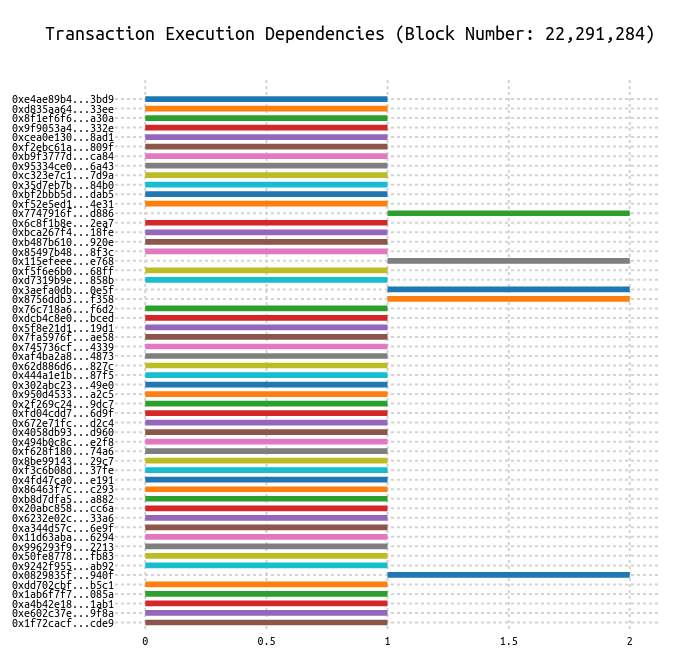 Transaction Execution Dependencies (Block Number: 22,291,284)
0xe4ae89b4...3bd9
0xd835aa64...33ee
0x8f1ef6f6...a30a
0x9f9053a4...332e
0xcea0e130...8ad1
0xf2ebc61a...809f
0xb9f3777d...ca84
0x95334ce0...6a43
0xc323e7c1...7d9a
0x35d7eb7b...84b0
0xbf2bbb5d...dab5
0xf52e5ed1...4e31
0x7747916f...d886
0x6c8f1b8e...2ea7
0xbca267f4...18fe
0xb487b610...920e
0x85497b48...8f3c
0x115efeee...e768
0xf5f6e6b0...68ff
0xd7319b9e...858b
0x3aefa0db...0e5f
0x8756ddb3...f358
0x76c718a6...f6d2
0xdcb4c8e0...bced
0x5f8e21d1...19d1
0x7fa5976f...ae58
0x745736cf...4339
0xaf4ba2a8...4873
0x62d886d6...827c
0x444a1e1b...87f5
0x302abc23...49e0
0x950d4533...a2c5
0x2f269c24...9dc7
0xfd04cdd7...6d9f
0x672e71fc...d2c4
0x4058db93...d960
0x494b0c8c...e2f8
0xf628f180...74a6
0x8be99143...29c7
0xf3c6b08d...37fe
0x4fd47ca0...e191
0x86463f7c...c293
0xb8d7dfa5...a882
0x20abc858...cc6a
0x6232e02c...33a6
0xa344d57c...6e9f
0x11d63aba...6294
0x996293f9...2213
0x50fe8778...fb83
0x9242f955...ab92
0x0829835f...940f
0xdd702cbf...b5c1
0x1ab6f7f7...085a
0xa4b42e18...1ab1
0xe602c37e...9f8a
0x1f72cacf...cde9
0 0.5 1 1.5 2